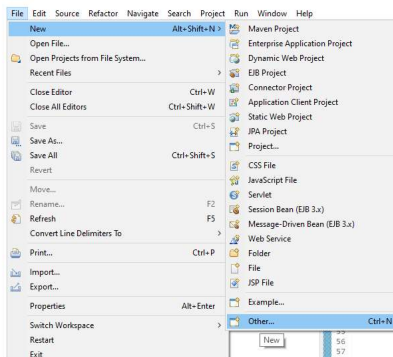 File Edit Source Refactor Navigate Search Project Run Window Help
New Alt+Shift+N >
Open File...
Open Projects from File System...
Recent Files >
Close Editor Ctrl+W
Close All Editors Ctrl+Shift+W
Save Ctrl+S
Save As...
Save All Ctrl+Shift+S
Revert
Move...
Rename... F2
Refresh F5
Convert Line Delimiters To >
Print... Ctrl+P
Import...
Export...
Properties Alt+Enter
Switch Workspace >
Restart
Exit
Maven Project
Enterprise Application Project
Dynamic Web Project
EJB Project
Connector Project
Application Client Project
Static Web Project
JPA Project
Project...
CSS File
JavaScript File
Servlet
Session Bean (EJB 3.x)
Message-Driven Bean (EJB 3.x)
Web Service
Folder
File
JSP File
Example...
Other... Ctrl+N
New
56
57